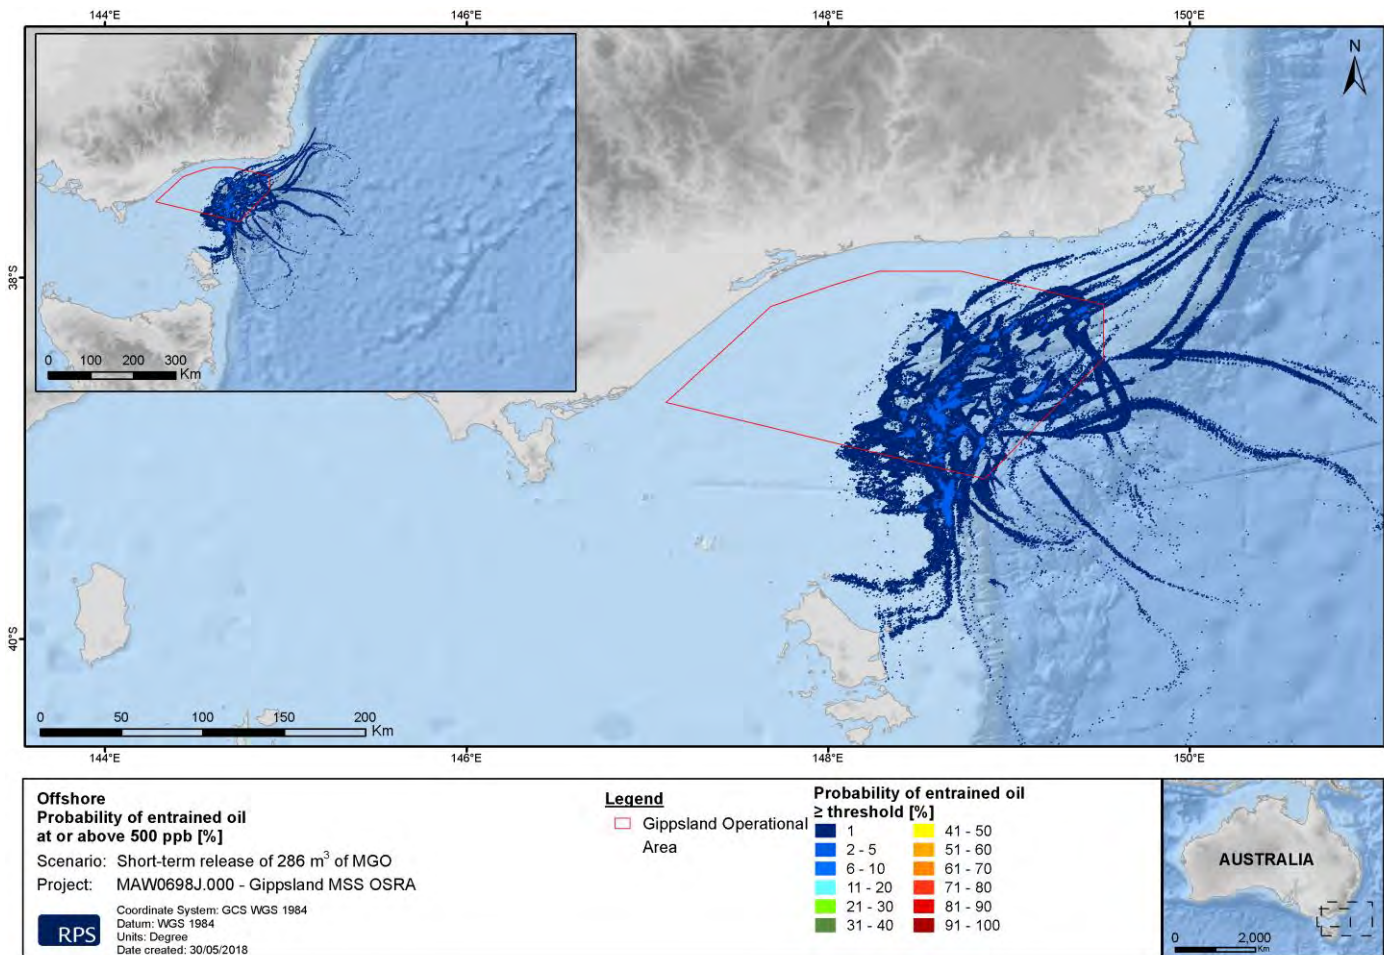 144°E
146°E
148°E
150°E
N
0 100 200 300
Km
38°S
40°S
0 50 100 150 200
Km
144°E
146°E
148°E
150°E
Offshore
Probability of entrained oil
at or above 500 ppb [%]
Scenario: Short-term release of 286 m³ of MGO
Project: MAW0698J.000 - Gippsland MSS OSRA
RPS
Coordinate System: GCS WGS 1984
Datum: WGS 1984
Units: Degree
Date created: 30/05/2018
Legend
Gippsland Operational
Area
Probability of entrained oil
≥ threshold [%]
1
2 - 5
6 - 10
11 - 20
21 - 30
31 - 40
41 - 50
51 - 60
61 - 70
71 - 80
81 - 90
91 - 100
AUSTRALIA
0 2,000
Km